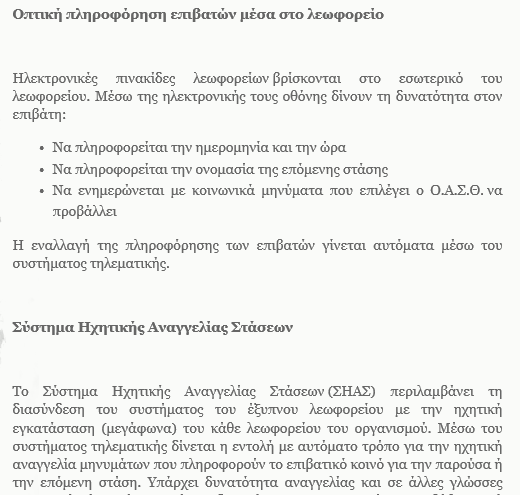 Οπτική πληροφόρηση επιβατών μέσα στο λεωφορείο
Ηλεκτρονικές πινακίδες λεωφορείων βρίσκονται στο εσωτερικό του
λεωφορείου. Μέσω της ηλεκτρονικής τους οθόνης δίνουν τη δυνατότητα στον
επιβάτη:
• Να πληροφορείται την ημερομηνία και την ώρα
• Να πληροφορείται την ονομασία της επόμενης στάσης
• Να ενημερώνεται με κοινωνικά μηνύματα που επιλέγει ο Ο.Α.Σ.Θ. να
προβάλλει
Η εναλλαγή της πληροφόρησης των επιβατών γίνεται αυτόματα μέσω του
συστήματος τηλεματικής.
Σύστημα Ηχητικής Αναγγελίας Στάσεων
Το Σύστημα Ηχητικής Αναγγελίας Στάσεων (ΣΗΑΣ) περιλαμβάνει τη
διασύνδεση του συστήματος του έξυπνου λεωφορείου με την ηχητική
εγκατάσταση (μεγάφωνα) του κάθε λεωφορείου του οργανισμού. Μέσω του
συστήματος τηλεματικής δίνεται η εντολή με αυτόματο τρόπο για την ηχητική
αναγγελία μηνυμάτων που πληροφορούν το επιβατικό κοινό για την παρούσα ή
την επόμενη στάση. Υπάρχει δυνατότητα αναγγελίας και σε άλλες γλώσσες